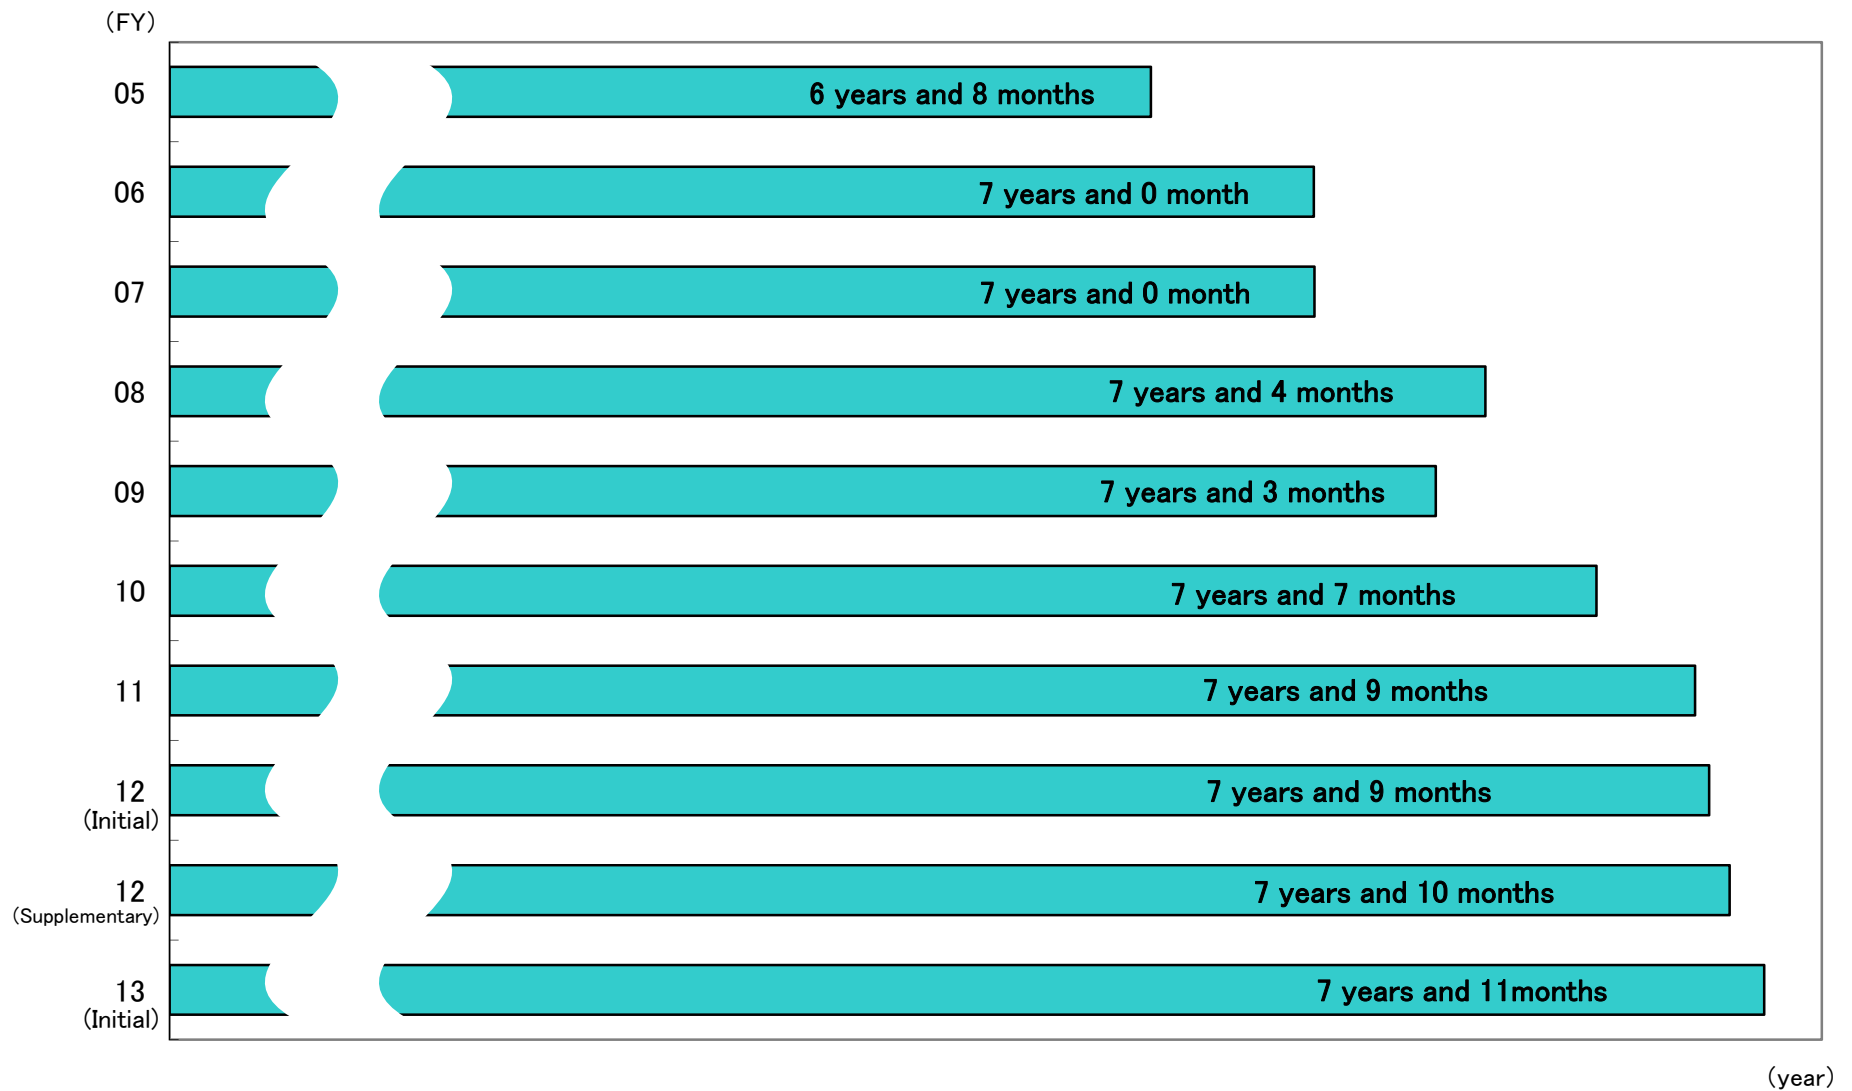 (FY)
05
6 years and 8 months
06
7 years and 0 month
07
7 years and 0 month
08
7 years and 4 months
09
7 years and 3 months
10
7 years and 7 months
11
7 years and 9 months
12
(Initial)
7 years and 9 months
12
(Supplementary)
7 years and 10 months
13
(Initial)
7 years and 11months
(year)